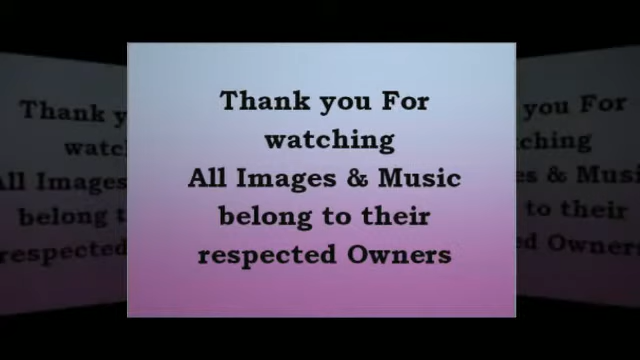 Thank you For
watching
All Images & Music
belong to their
respected Owners